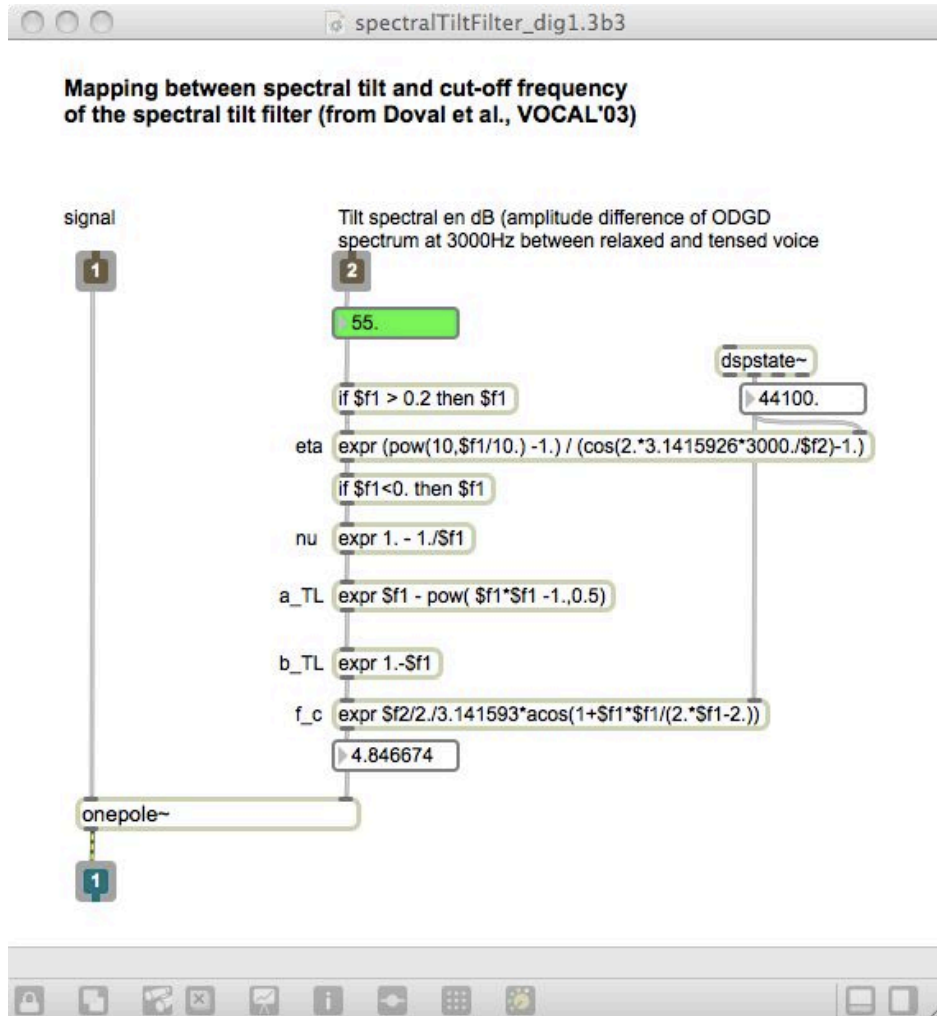 spectralTiltFilter_dig1.3b3
Mapping between spectral tilt and cut-off frequency
of the spectral tilt filter (from Doval et al., VOCAL'03)
signal
Tilt spectral en dB (amplitude difference of ODGD
spectrum at 3000Hz between relaxed and tensed voice
1
2
55.
dspstate~
if $f1 > 0.2 then $f1
44100.
eta expr (pow(10,$f1/10.) -1.) / (cos(2.*3.1415926*3000./$f2)-1.)
if $f1<0. then $f1
nu expr 1. - 1./$f1
a_TL expr $f1 - pow( $f1*$f1 -1.,0.5)
b_TL expr 1.-$f1
f_c expr $f2/2./3.141593*acos(1+$f1*$f1/(2.*$f1-2.))
4.846674
onepole~
1